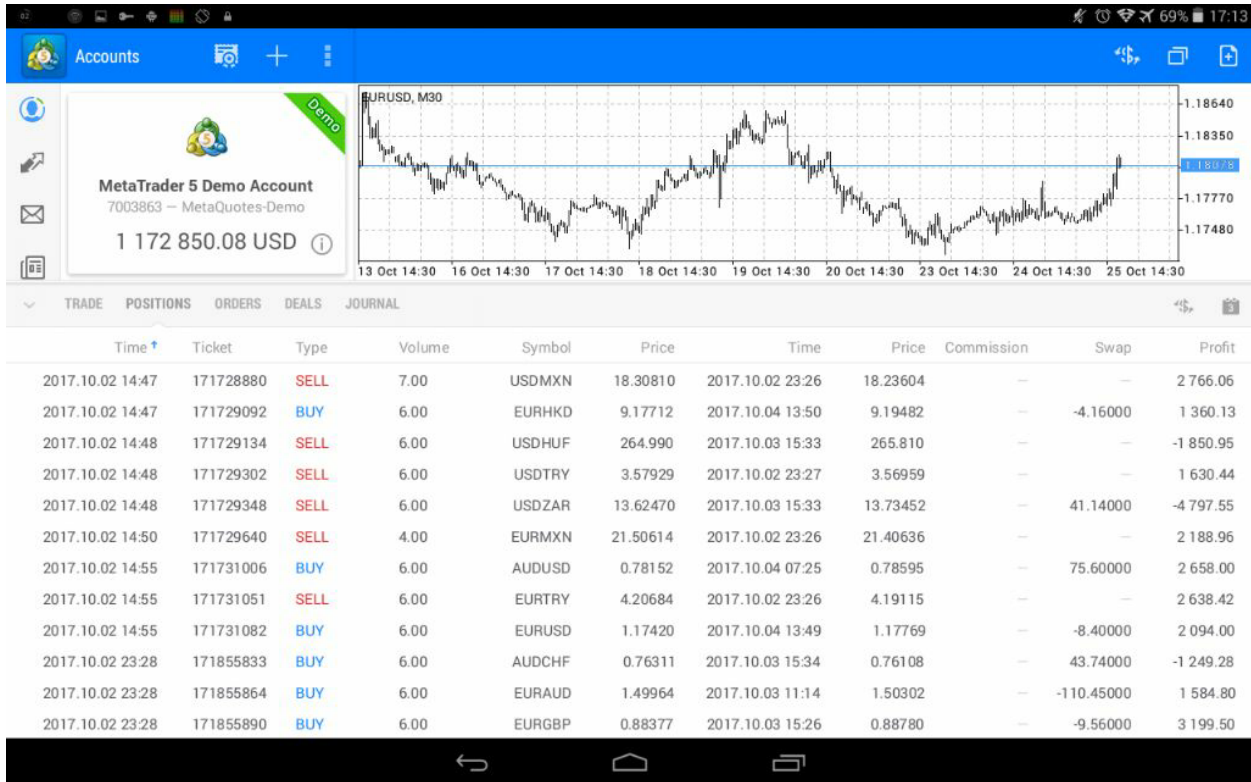 69% 17:13
Accounts
Demo
MetaTrader 5 Demo Account
7003863 — MetaQuotes-Demo
1 172 850.08 USD
EURUSD, M30
1.18640
1.18350
1.18078
1.17770
1.17480
13 Oct 14:30 16 Oct 14:30 17 Oct 14:30 18 Oct 14:30 19 Oct 14:30 20 Oct 14:30 23 Oct 14:30 24 Oct 14:30 25 Oct 14:30
TRADE POSITIONS ORDERS DEALS JOURNAL
Time Ticket Type Volume Symbol Price Time Price Commission Swap Profit
2017.10.02 14:47 171728880 SELL 7.00 USDMXN 18.30810 2017.10.02 23:26 18.23604 — — 2 766.06
2017.10.02 14:47 171729092 BUY 6.00 EURHKD 9.17712 2017.10.04 13:50 9.19482 — -4.16000 1 360.13
2017.10.02 14:48 171729134 SELL 6.00 USDHUF 264.990 2017.10.03 15:33 265.810 — — -1 850.95
2017.10.02 14:48 171729302 SELL 6.00 USDTRY 3.57929 2017.10.02 23:27 3.56959 — — 1 630.44
2017.10.02 14:48 171729348 SELL 6.00 USDZAR 13.62470 2017.10.03 15:33 13.73452 — 41.14000 -4 797.55
2017.10.02 14:50 171729640 SELL 4.00 EURMXN 21.50614 2017.10.02 23:26 21.40636 — — 2 188.96
2017.10.02 14:55 171731006 BUY 6.00 AUDUSD 0.78152 2017.10.04 07:25 0.78595 — 75.60000 2 658.00
2017.10.02 14:55 171731051 SELL 6.00 EURTRY 4.20684 2017.10.02 23:26 4.19115 — — 2 638.42
2017.10.02 14:55 171731082 BUY 6.00 EURUSD 1.17420 2017.10.04 13:49 1.17769 — -8.40000 2 094.00
2017.10.02 23:28 171855833 BUY 6.00 AUDCHF 0.76311 2017.10.03 15:34 0.76108 — 43.74000 -1 249.28
2017.10.02 23:28 171855864 BUY 6.00 EURAUD 1.49964 2017.10.03 11:14 1.50302 — -110.45000 1 584.80
2017.10.02 23:28 171855890 BUY 6.00 EURGBP 0.88377 2017.10.03 15:26 0.88780 — -9.56000 3 199.50